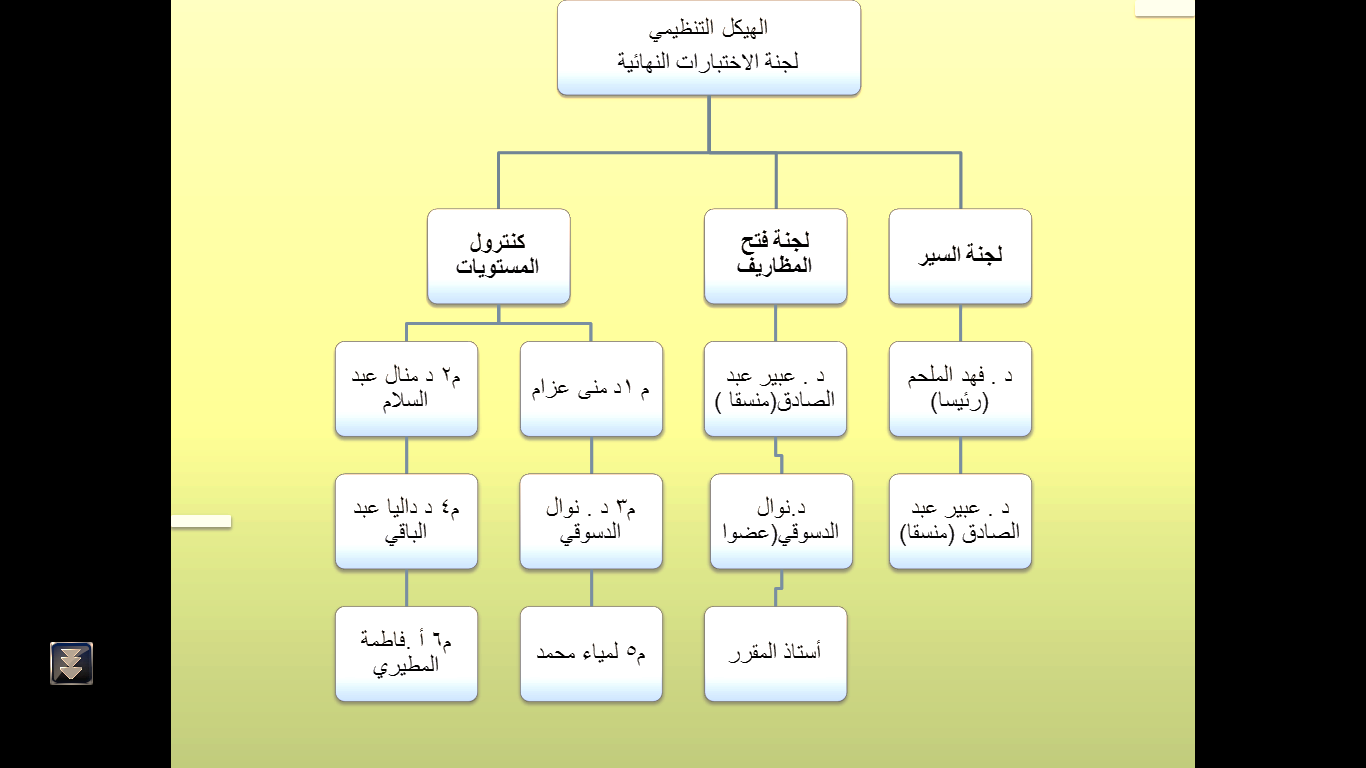 الهيكل التنظيمي
لجنة الاختبارات النهائية
لجنة السير
لجنة فتح
المظاريف
كنترول
المستويات
د . فهد الملحم
(رئيسا)
د . عبير عبد
الصادق (منسقا)
د . عبير عبد
الصادق(منسقا )
د.نوال
الدسوقي(عضوا
أستاذ المقرر
م ١د منى عزام
م٣ د . نوال
الدسوقي
م٥ لمياء محمد
م٢ د منال عبد
السلام
م٤ د داليا عبد
الباقي
م٦ أ .فاطمة
المطيري